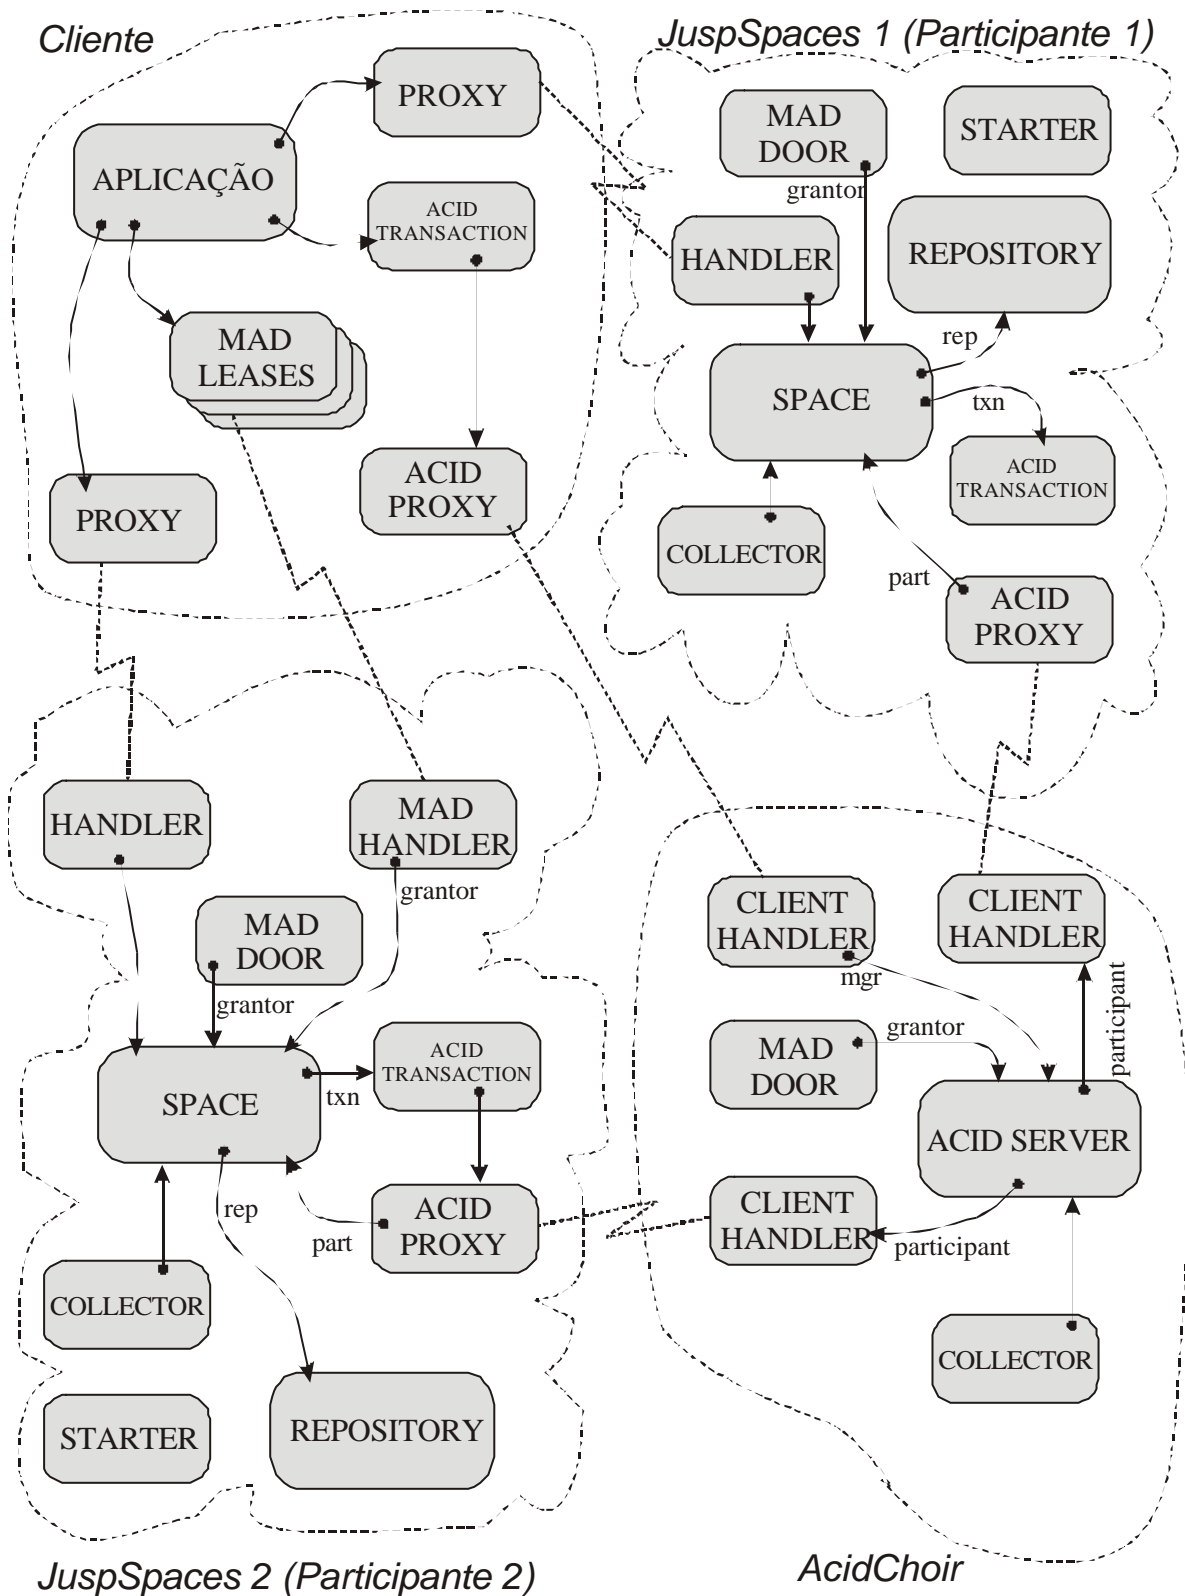 Cliente
JuspSpaces 1 (Participante 1)
PROXY
APLICAÇÃO
ACID
TRANSACTION
MAD
LEASES
PROXY
ACID
PROXY
MAD
DOOR
grantor
STARTER
HANDLER
REPOSITORY
rep
SPACE
txn
ACID
TRANSACTION
COLLECTOR
part
ACID
PROXY
HANDLER
MAD
HANDLER
grantor
MAD
DOOR
grantor
ACID
TRANSACTION
SPACE
txn
rep
part
ACID
PROXY
COLLECTOR
STARTER
REPOSITORY
CLIENT
HANDLER
mgr
CLIENT
HANDLER
participant
grantor
MAD
DOOR
ACID SERVER
CLIENT
HANDLER
participant
COLLECTOR
JuspSpaces 2 (Participante 2)
AcidChoir